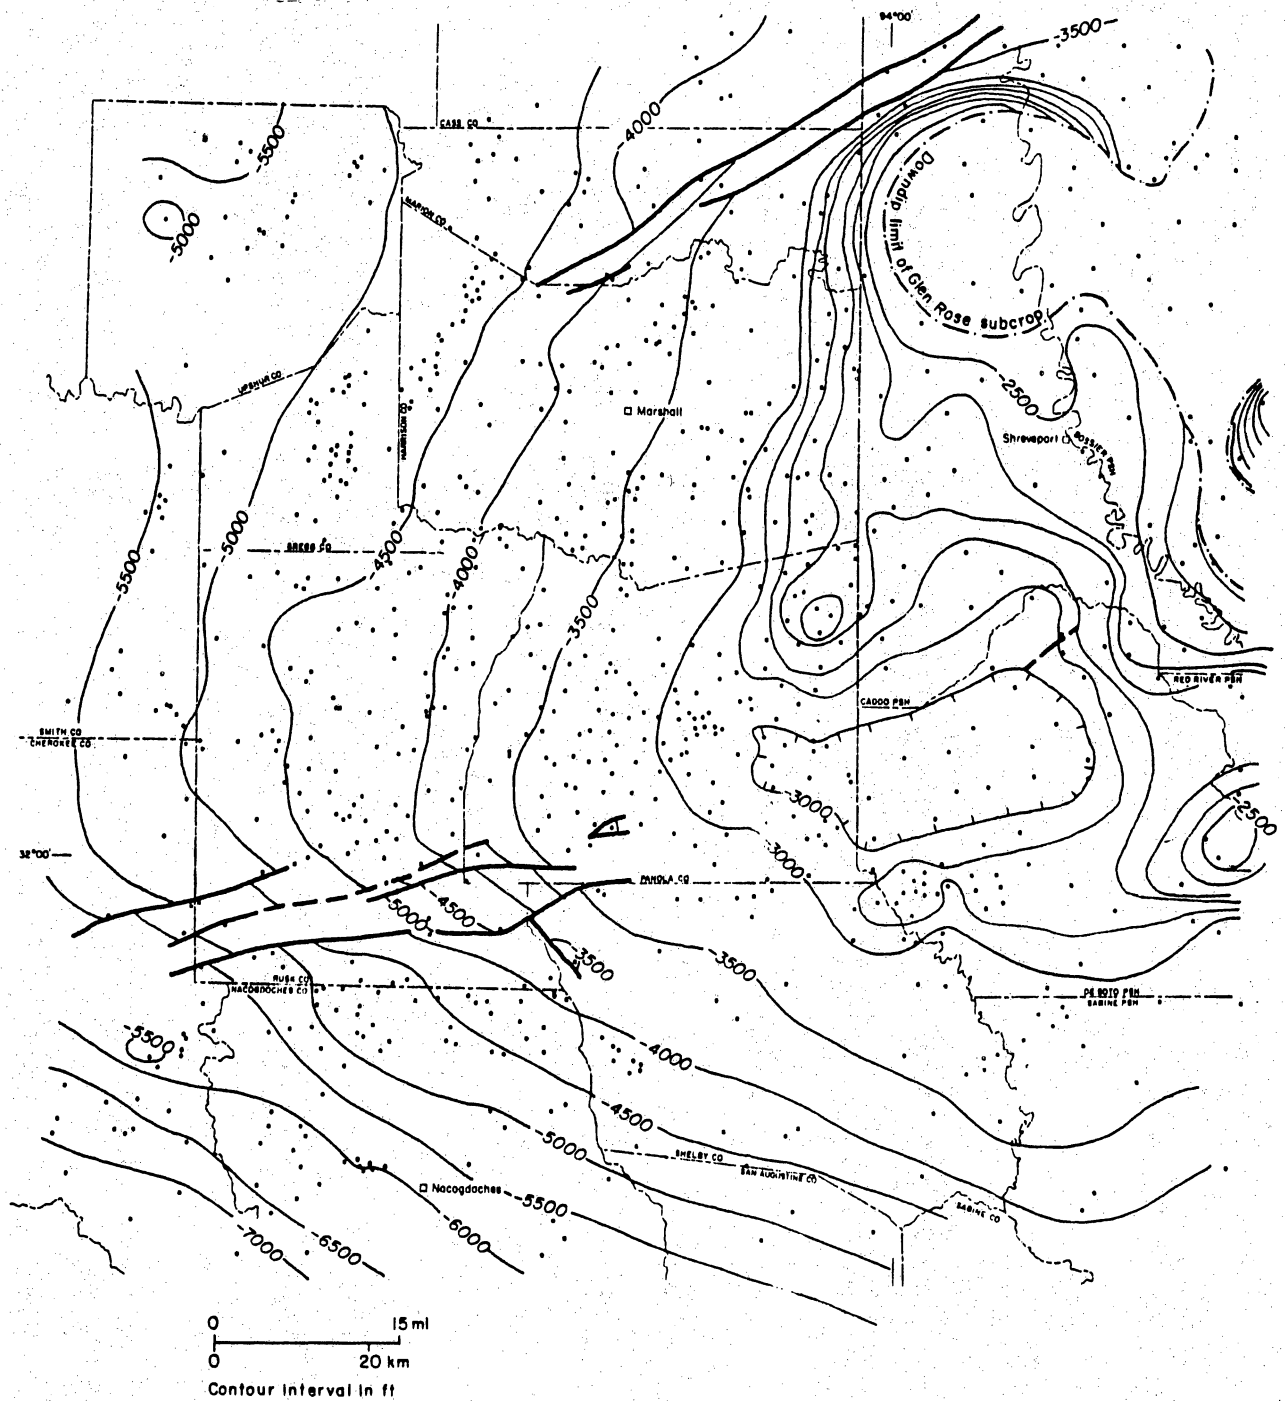 94°00'
-3500
-4000
CASS CO
-5500
Downdip limit of Glen Rose subcrop
MARION CO
-5000
UPSHUR CO
-2500
Marshall
HARRISON CO
Shreveport
BOSSIER PSH
-5000
-4500
GREGG CO
-4000
-5500
-3500
RED RIVER PSH
CADDO PSH
SMITH CO
CHEROKEE CO
-3000
-2500
32°00'
-3000
PANOLA CO
-4500
-5000
-3500
-3500
RUSK CO
NACOGDOCHES CO
DE SOTO PSH
SABINE PSH
-5500
-4000
-4500
-5000
SHELBY CO
SAN AUGUSTINE CO
Nacogdoches
-5500
SABINE CO
-6000
-6500
-7000
0 15 mi
0 20 km
Contour interval in ft